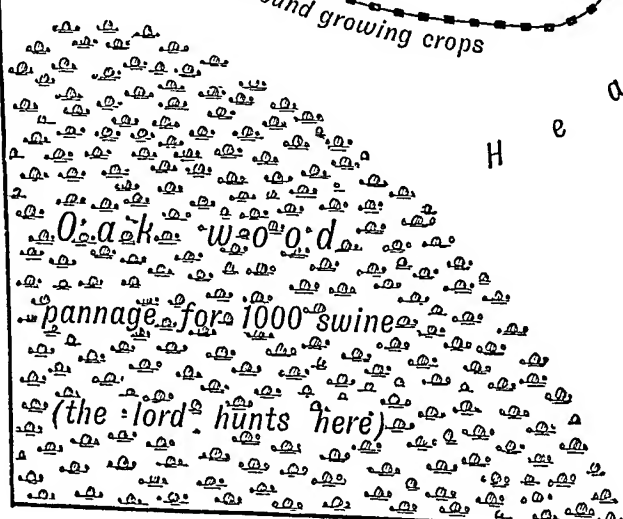 und growing crops
H e a
Oak wood
pannage for 1000 swine
(the lord hunts here)